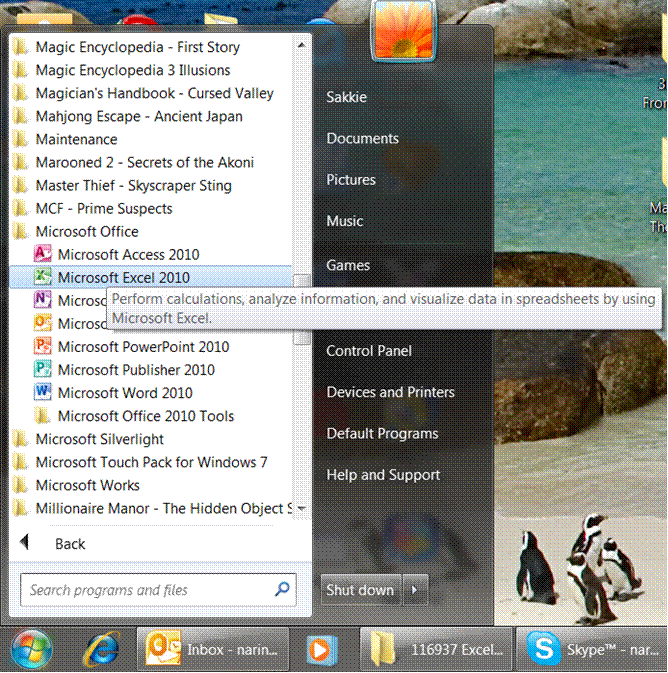 Magic Encyclopedia - First Story
Magic Encyclopedia 3 Illusions
Magician's Handbook - Cursed Valley
Mahjong Escape - Ancient Japan
Maintenance
Marooned 2 - Secrets of the Akoni
Master Thief - Skyscraper Sting
MCF - Prime Suspects
Microsoft Office
Microsoft Access 2010
Microsoft Excel 2010
Perform calculations, analyze information, and visualize data in spreadsheets by using
Microsoft Excel.
Microsoft PowerPoint 2010
Microsoft Publisher 2010
Microsoft Word 2010
Microsoft Office 2010 Tools
Microsoft Silverlight
Microsoft Touch Pack for Windows 7
Microsoft Works
Millionaire Manor - The Hidden Object S
Back
Search programs and files
Sakkie
Documents
Pictures
Music
Games
Control Panel
Devices and Printers
Default Programs
Help and Support
Shut down
3
Fron
Ma
The
Inbox - narin...
116937 Excel...
Skype™ - nar...